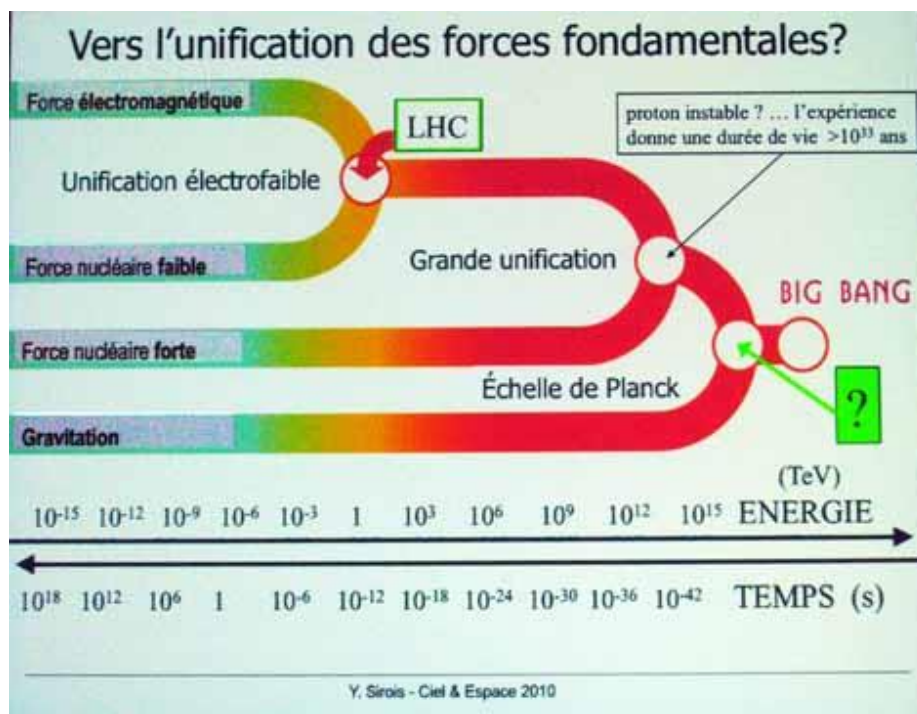 Vers l'unification des forces fondamentales?
Force électromagnétique
LHC
proton instable ? … l'expérience
donne une durée de vie >10³³ ans
Unification électrofaible
Force nucléaire faible
Grande unification
BIG BANG
Force nucléaire forte
Échelle de Planck
?
Gravitation
(TeV)
10⁻¹⁵ 10⁻¹² 10⁻⁹ 10⁻⁶ 10⁻³ 1 10³ 10⁶ 10⁹ 10¹² 10¹⁵ ENERGIE
10¹⁸ 10¹² 10⁶ 1 10⁻⁶ 10⁻¹² 10⁻¹⁸ 10⁻²⁴ 10⁻³⁰ 10⁻³⁶ 10⁻⁴² TEMPS (s)
Y. Sirois - Ciel & Espace 2010